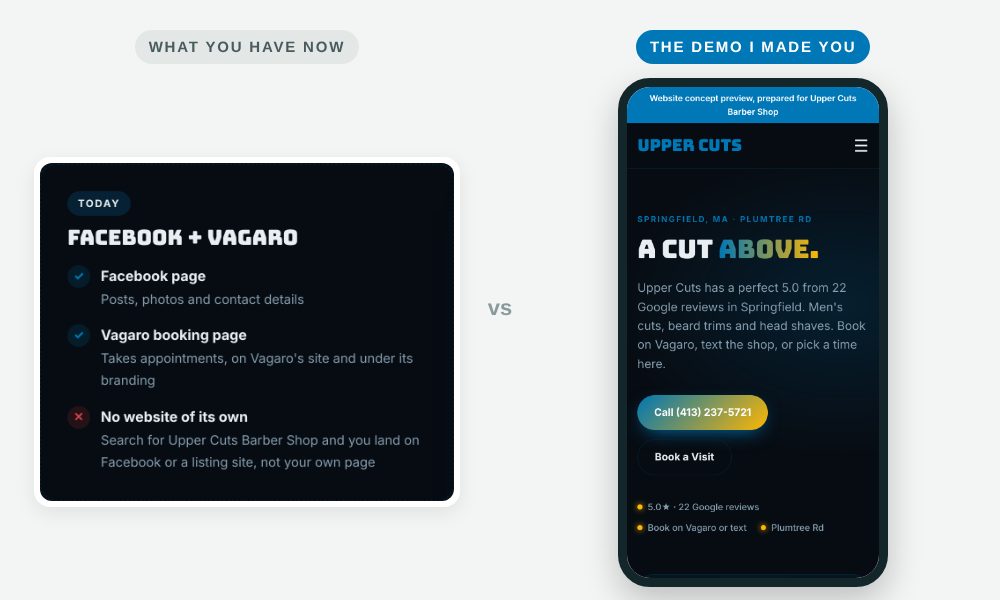 WHAT YOU HAVE NOW
TODAY
FACEBOOK + VAGARO
Facebook page
Posts, photos and contact details
Vagaro booking page
Takes appointments, on Vagaro's site and under its
branding
No website of its own
Search for Upper Cuts Barber Shop and you land on
Facebook or a listing site, not your own page
vs
THE DEMO I MADE YOU
Website concept preview, prepared for Upper Cuts
Barber Shop
UPPER CUTS
SPRINGFIELD, MA · PLUMTREE RD
A CUT ABOVE.
Upper Cuts has a perfect 5.0 from 22
Google reviews in Springfield. Men's
cuts, beard trims and head shaves. Book
on Vagaro, text the shop, or pick a time
here.
Call (413) 237-5721
Book a Visit
5.0★ · 22 Google reviews
Book on Vagaro or text
Plumtree Rd